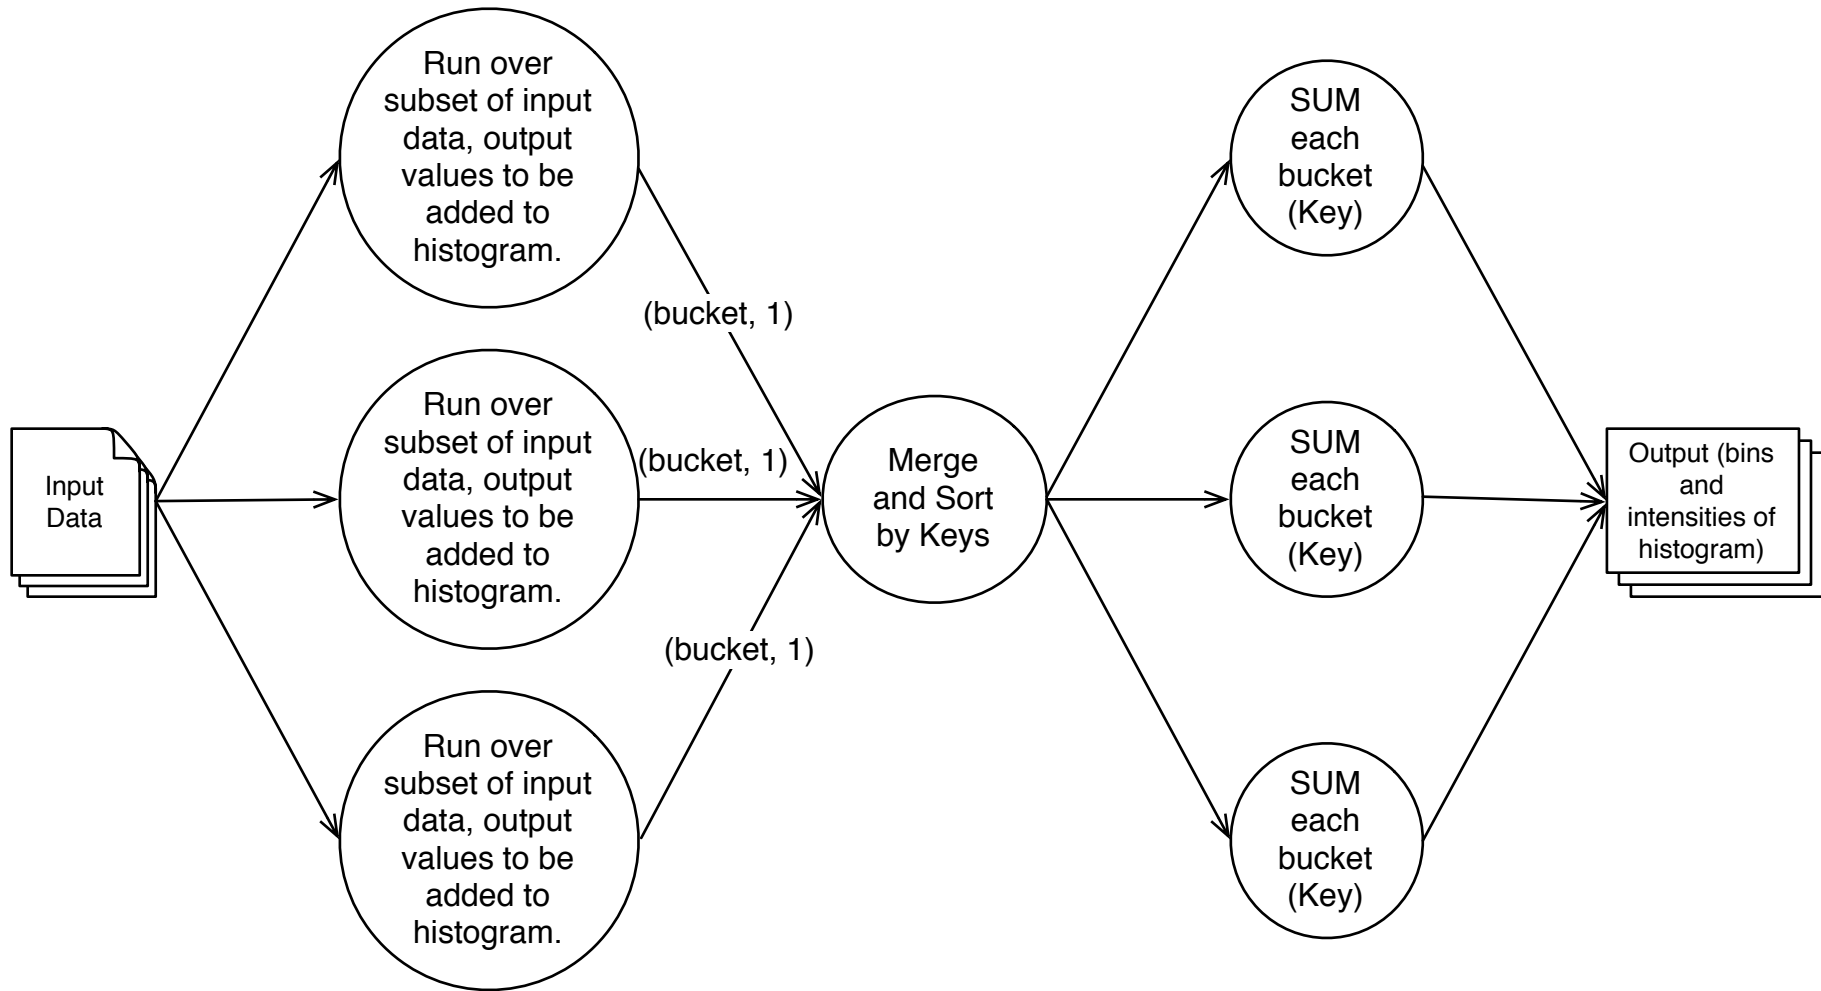 Input
Data
Run over
subset of input
data, output
values to be
added to
histogram.
Run over
subset of input
data, output
values to be
added to
histogram.
Run over
subset of input
data, output
values to be
added to
histogram.
(bucket, 1)
(bucket, 1)
(bucket, 1)
Merge
and Sort
by Keys
SUM
each
bucket
(Key)
SUM
each
bucket
(Key)
SUM
each
bucket
(Key)
Output (bins
and
intensities of
histogram)